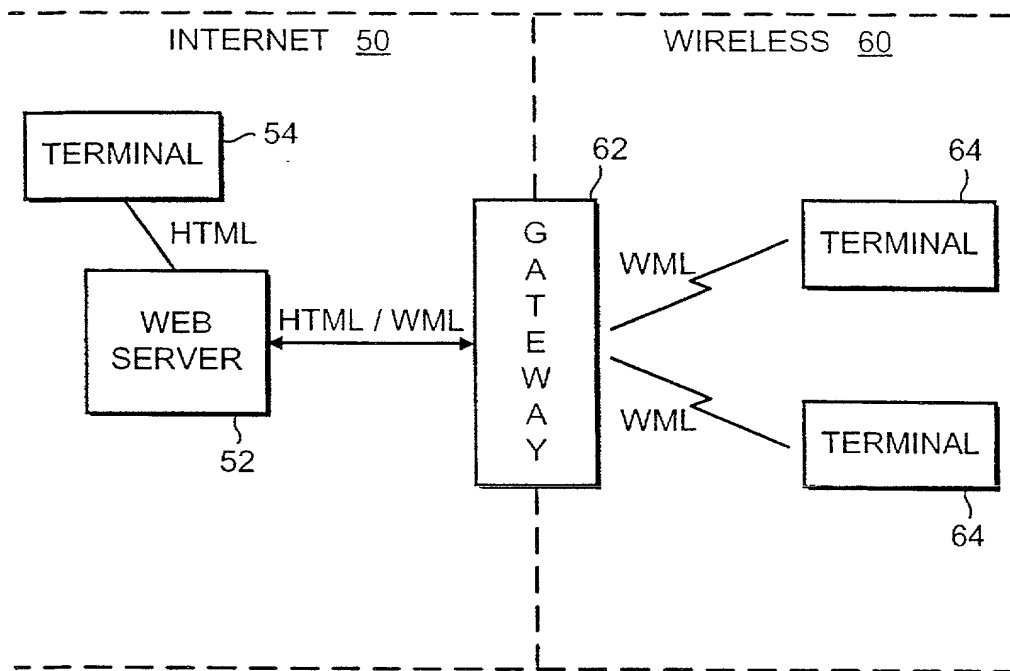 INTERNET 50
WIRELESS 60
TERMINAL
54
HTML
WEB
SERVER
52
HTML / WML
62
G
A
T
E
W
A
Y
WML
WML
64
TERMINAL
TERMINAL
64